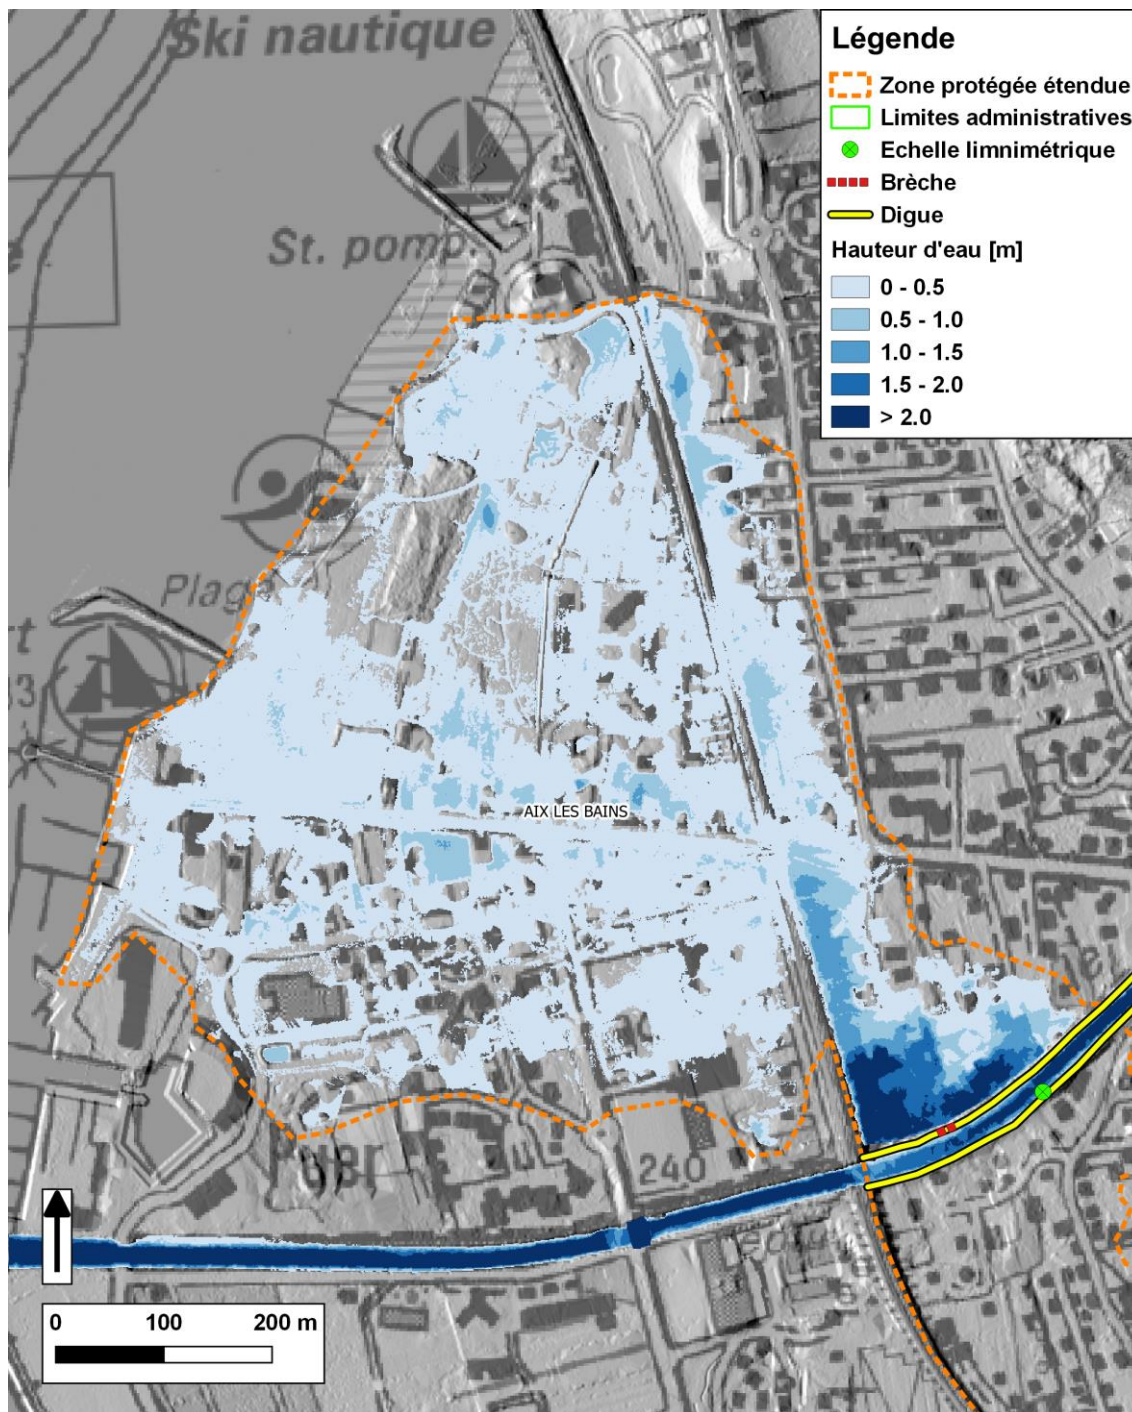 Ski nautique
Légende
Zone protégée étendue
Limites administratives
Echelle limnimétrique
Brèche
Digue
Hauteur d'eau [m]
0 - 0.5
0.5 - 1.0
1.0 - 1.5
1.5 - 2.0
> 2.0
St. pomp.
Plage
AIX LES BAINS
240
0 100 200 m